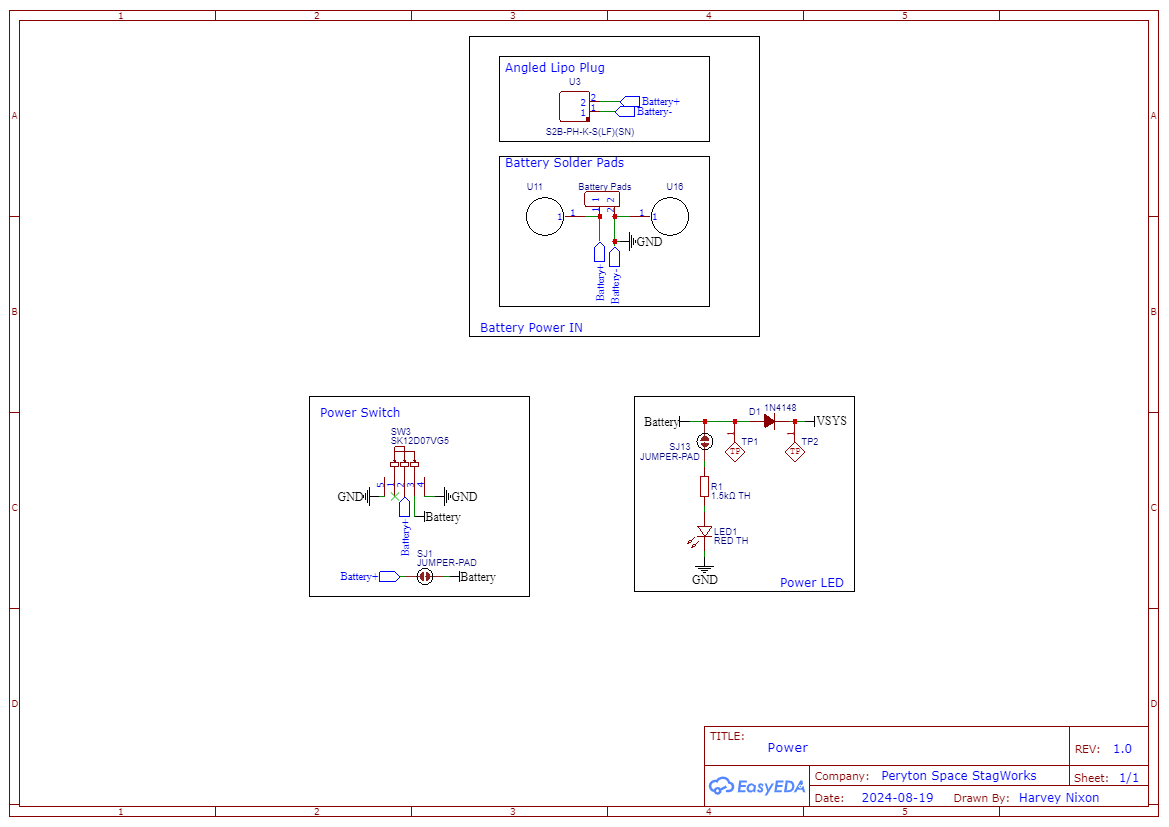 1 2 3 4 5
A A
B B
C C
D D
Angled Lipo Plug
U3
2 2 Battery+
1 1 Battery-
S2B-PH-K-S(LF)(SN)
Battery Solder Pads
U11 Battery Pads U16
1 2
1 1 1 2 1 1
GND
Battery+
Battery-
Battery Power IN
Power Switch
SW3
SK12D07VG5
5 1 2 3 4
GND GND
Battery
Battery+
SJ1
JUMPER-PAD
Battery+ Battery
D1 1N4148
Battery VSYS
1 1
SJ13 TP1 TP2
JUMPER-PAD TP TP
R1
1.5kΩ TH
LED1
RED TH
GND
Power LED
TITLE:
Power
REV: 1.0
EasyEDA
Company: Peryton Space StagWorks
Sheet: 1/1
Date: 2024-08-19 Drawn By: Harvey Nixon
1 2 3 4 5